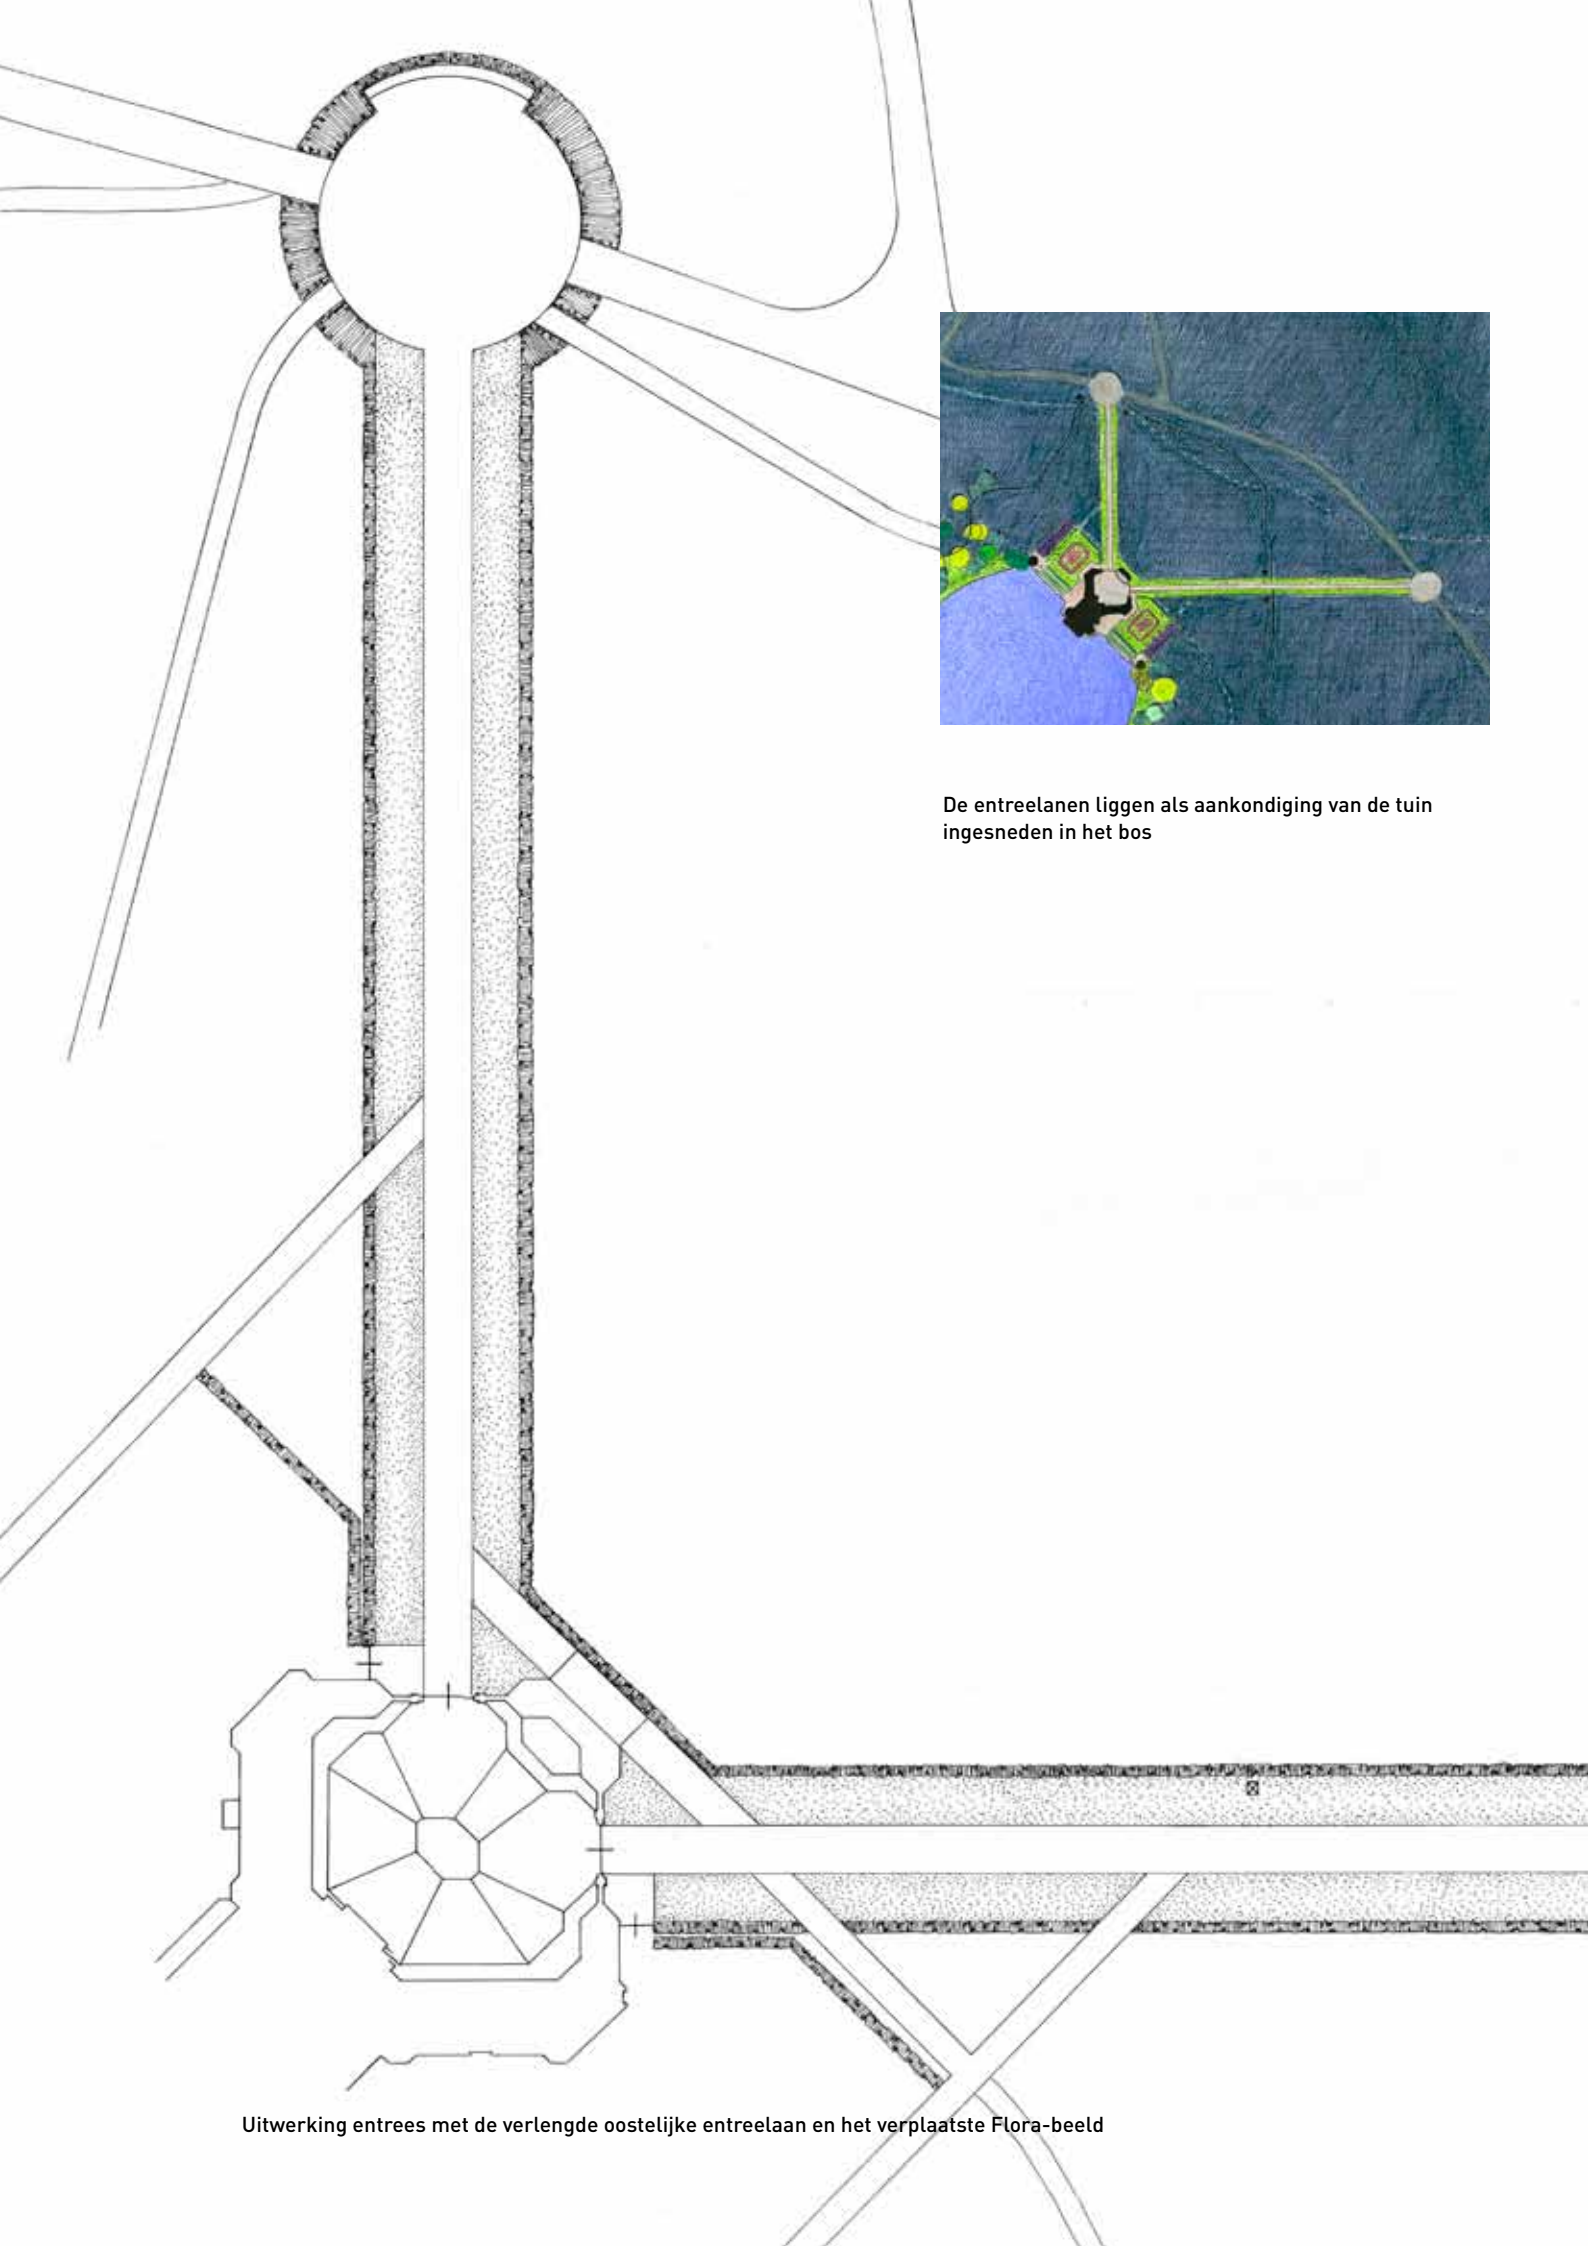 De entreelanen liggen als aankondiging van de tuin
ingesneden in het bos
Uitwerking entrees met de verlengde oostelijke entreelaan en het verplaatste Flora-beeld